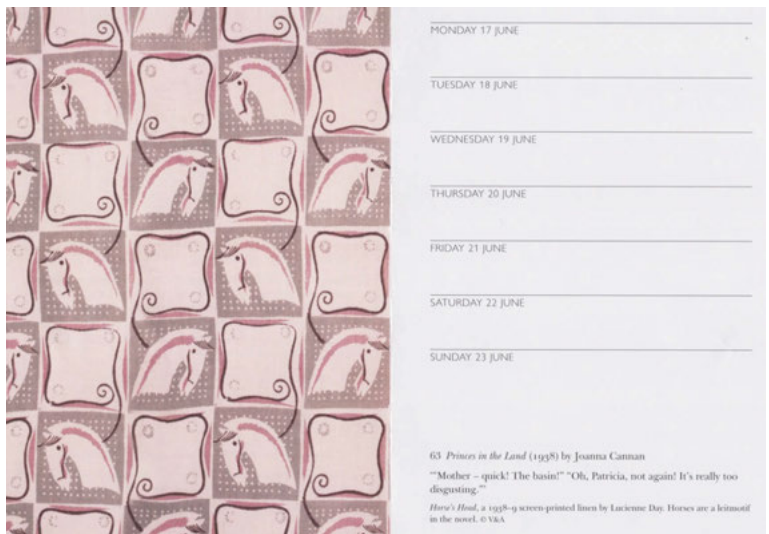 MONDAY 17 JUNE
TUESDAY 18 JUNE
WEDNESDAY 19 JUNE
THURSDAY 20 JUNE
FRIDAY 21 JUNE
SATURDAY 22 JUNE
SUNDAY 23 JUNE
63 Princes in the Land (1938) by Joanna Cannan
“‘Mother – quick! The basin!” “Oh, Patricia, not again! It’s really too
disgusting.”’
Horse’s Head, a 1938–9 screen-printed linen by Lucienne Day. Horses are a leitmotif
in the novel. © V&A